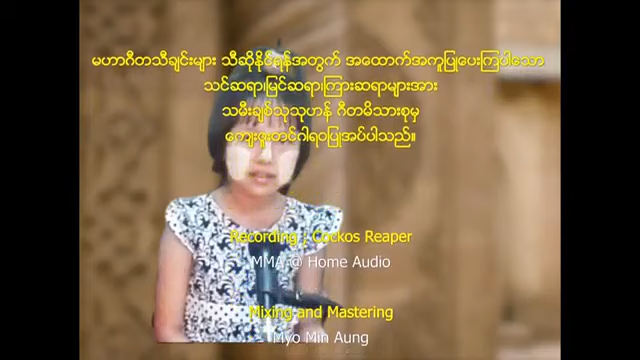 မဟာဂီတသီချင်းများ သီဆိုနိုင်ရန်အတွက် အထောက်အကူပြုပေးကြပါသော
သင်ဆရာ၊မြင်ဆရာ၊ကြားဆရာများအား
သမီးချစ်သုသုဟန် ဂီတမိသားစုမှ
ကျေးဇူးတင်ဂါရဝပြုအပ်ပါသည်။
Recording ; Cockos Reaper
MMA @ Home Audio
Mixing and Mastering
Myo Min Aung